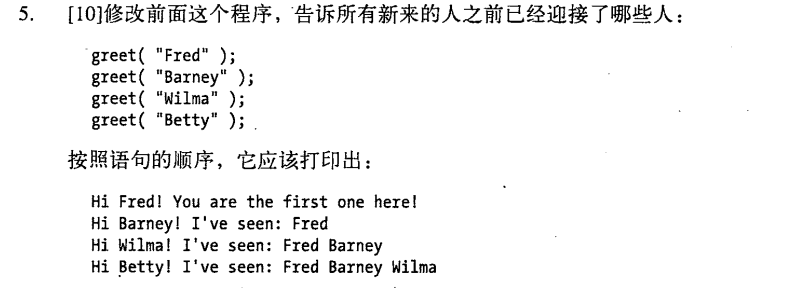 5. [10]修改前面这个程序，告诉所有新来的人之前已经迎接了哪些人：
greet( "Fred" );
greet( "Barney" );
greet( "Wilma" );
greet( "Betty" );
按照语句的顺序，它应该打印出：
Hi Fred! You are the first one here!
Hi Barney! I've seen: Fred
Hi Wilma! I've seen: Fred Barney
Hi Betty! I've seen: Fred Barney Wilma